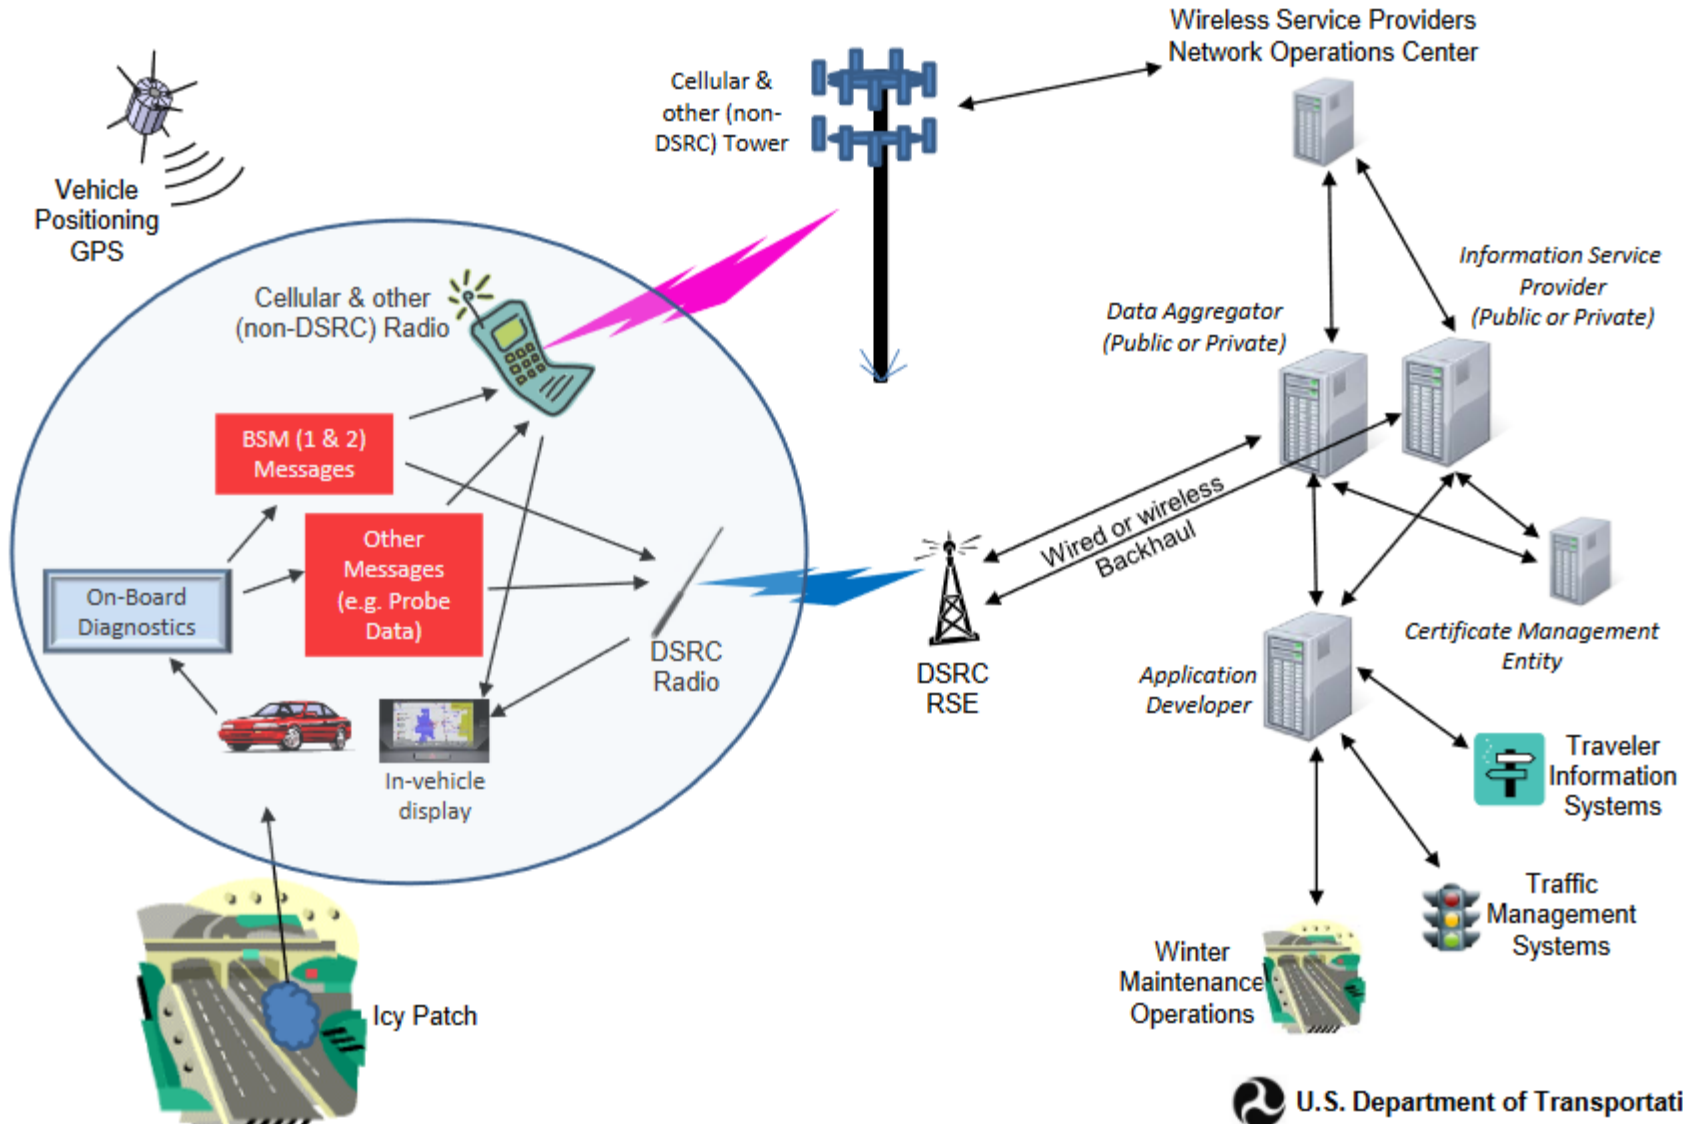 Wireless Service Providers
Network Operations Center
Cellular &
other (non-
DSRC) Tower
Vehicle
Positioning
GPS
Information Service
Provider
(Public or Private)
Cellular & other
(non-DSRC) Radio
Data Aggregator
(Public or Private)
BSM (1 & 2)
Messages
Wired or wireless
Backhaul
Other
Messages
(e.g. Probe
Data)
On-Board
Diagnostics
Certificate Management
Entity
DSRC
Radio
DSRC
RSE
Application
Developer
In-vehicle
display
Traveler
Information
Systems
Traffic
Management
Systems
Winter
Maintenance
Operations
Icy Patch
U.S. Department of Transportati